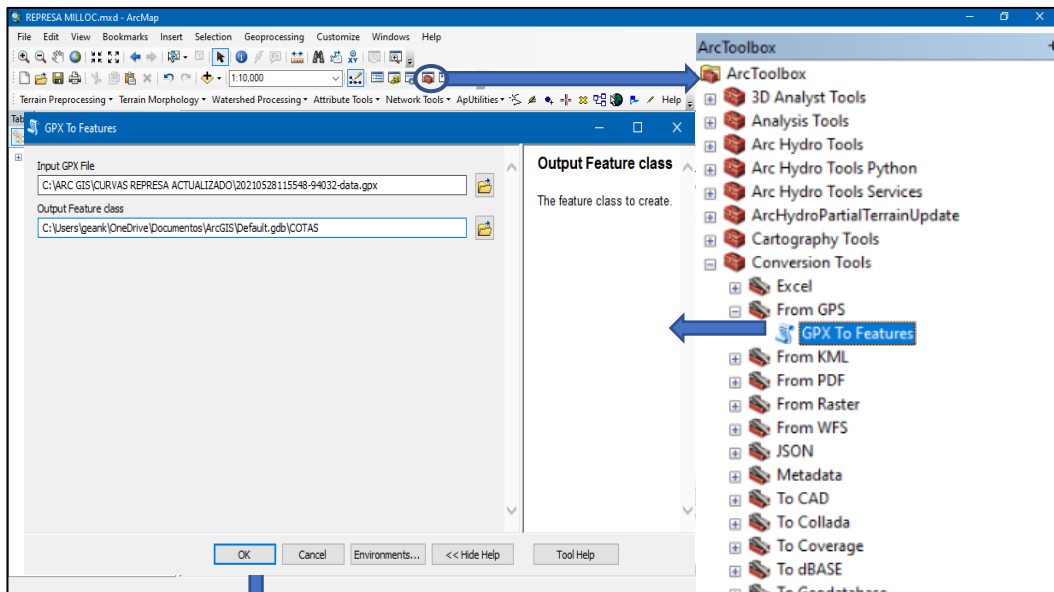 REPRESA MILLOC.mxd - ArcMap
File Edit View Bookmarks Insert Selection Geoprocessing Customize Windows Help
1:10,000
Terrain Preprocessing Terrain Morphology Watershed Processing Attribute Tools Network Tools ApUtilities Help
Tab
GPX To Features
Input GPX File
C:\ARC GIS\CURVAS REPRESA ACTUALIZADO\20210528115548-94032-data.gpx
Output Feature class
C:\Users\geank\OneDrive\Documentos\ArcGIS\Default.gdb\COTAS
OK Cancel Environments... << Hide Help Tool Help
Output Feature class
The feature class to create.
ArcToolbox
ArcToolbox
3D Analyst Tools
Analysis Tools
Arc Hydro Tools
Arc Hydro Tools Python
Arc Hydro Tools Services
ArcHydroPartialTerrainUpdate
Cartography Tools
Conversion Tools
Excel
From GPS
GPX To Features
From KML
From PDF
From Raster
From WFS
JSON
Metadata
To CAD
To Collada
To Coverage
To dBASE
To Geodatabase